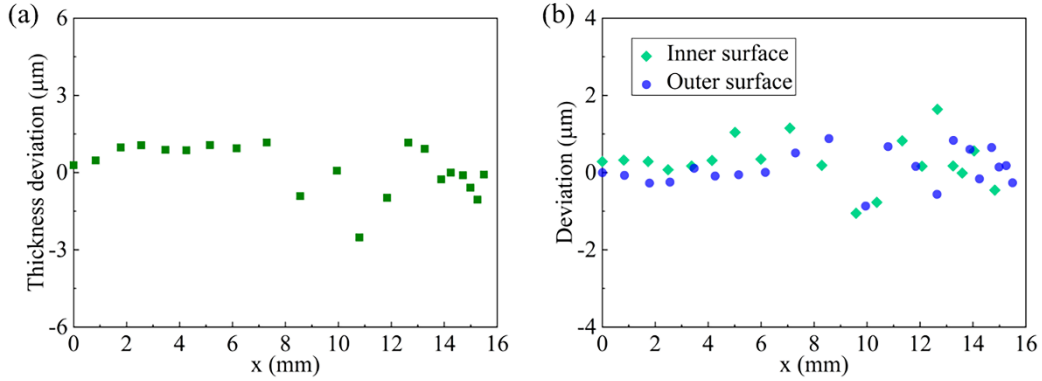 (a)
Thickness deviation (μm)
6
3
0
-3
-6
0 2 4 6 8 10 12 14 16
x (mm)
(b)
Deviation (μm)
4
2
0
-2
-4
Inner surface
Outer surface
0 2 4 6 8 10 12 14 16
x (mm)